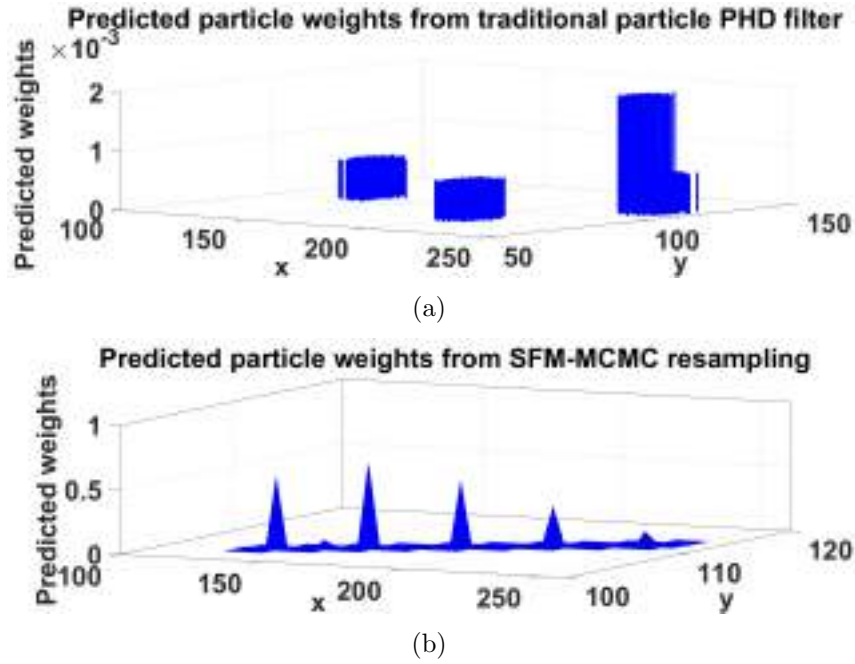 Predicted particle weights from traditional particle PHD filter
×10-3
Predicted weights
2
1
0
100
150
200
250
x
50
100
150
y
(a)
Predicted particle weights from SFM-MCMC resampling
Predicted weights
1
0.5
0
100
150
200
250
x
100
110
120
y
(b)